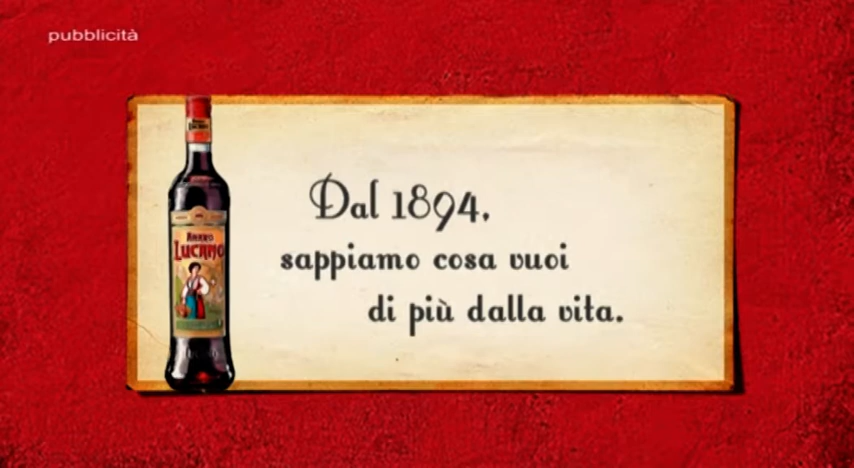 pubblicità
Dal 1894,
sappiamo cosa vuoi
di più dalla vita.
AMARO
LUCANO